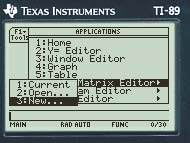 TEXAS INSTRUMENTS TI-89
F1▾
Tools
APPLICATIONS
1:Home
2:Y= Editor
3:Window Editor
4:Graph
5:Table
1:Current Matrix Editor▸
2:Open... am Editor ▸
3:New... Editor ▸
MAIN RAD AUTO FUNC 0/30